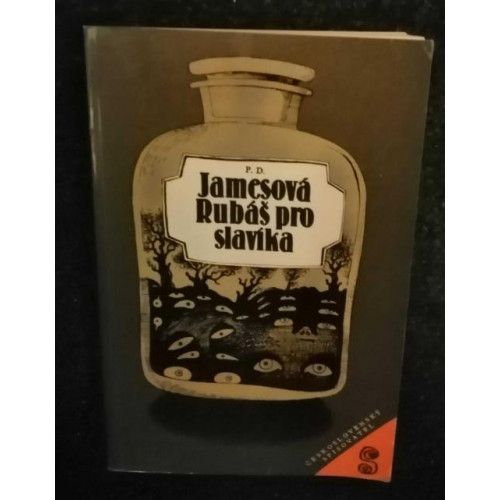 P. D.
Jamesová
Rubáš pro
slavíka
ČESKOSLOVENSKÝ
SPISOVATEL